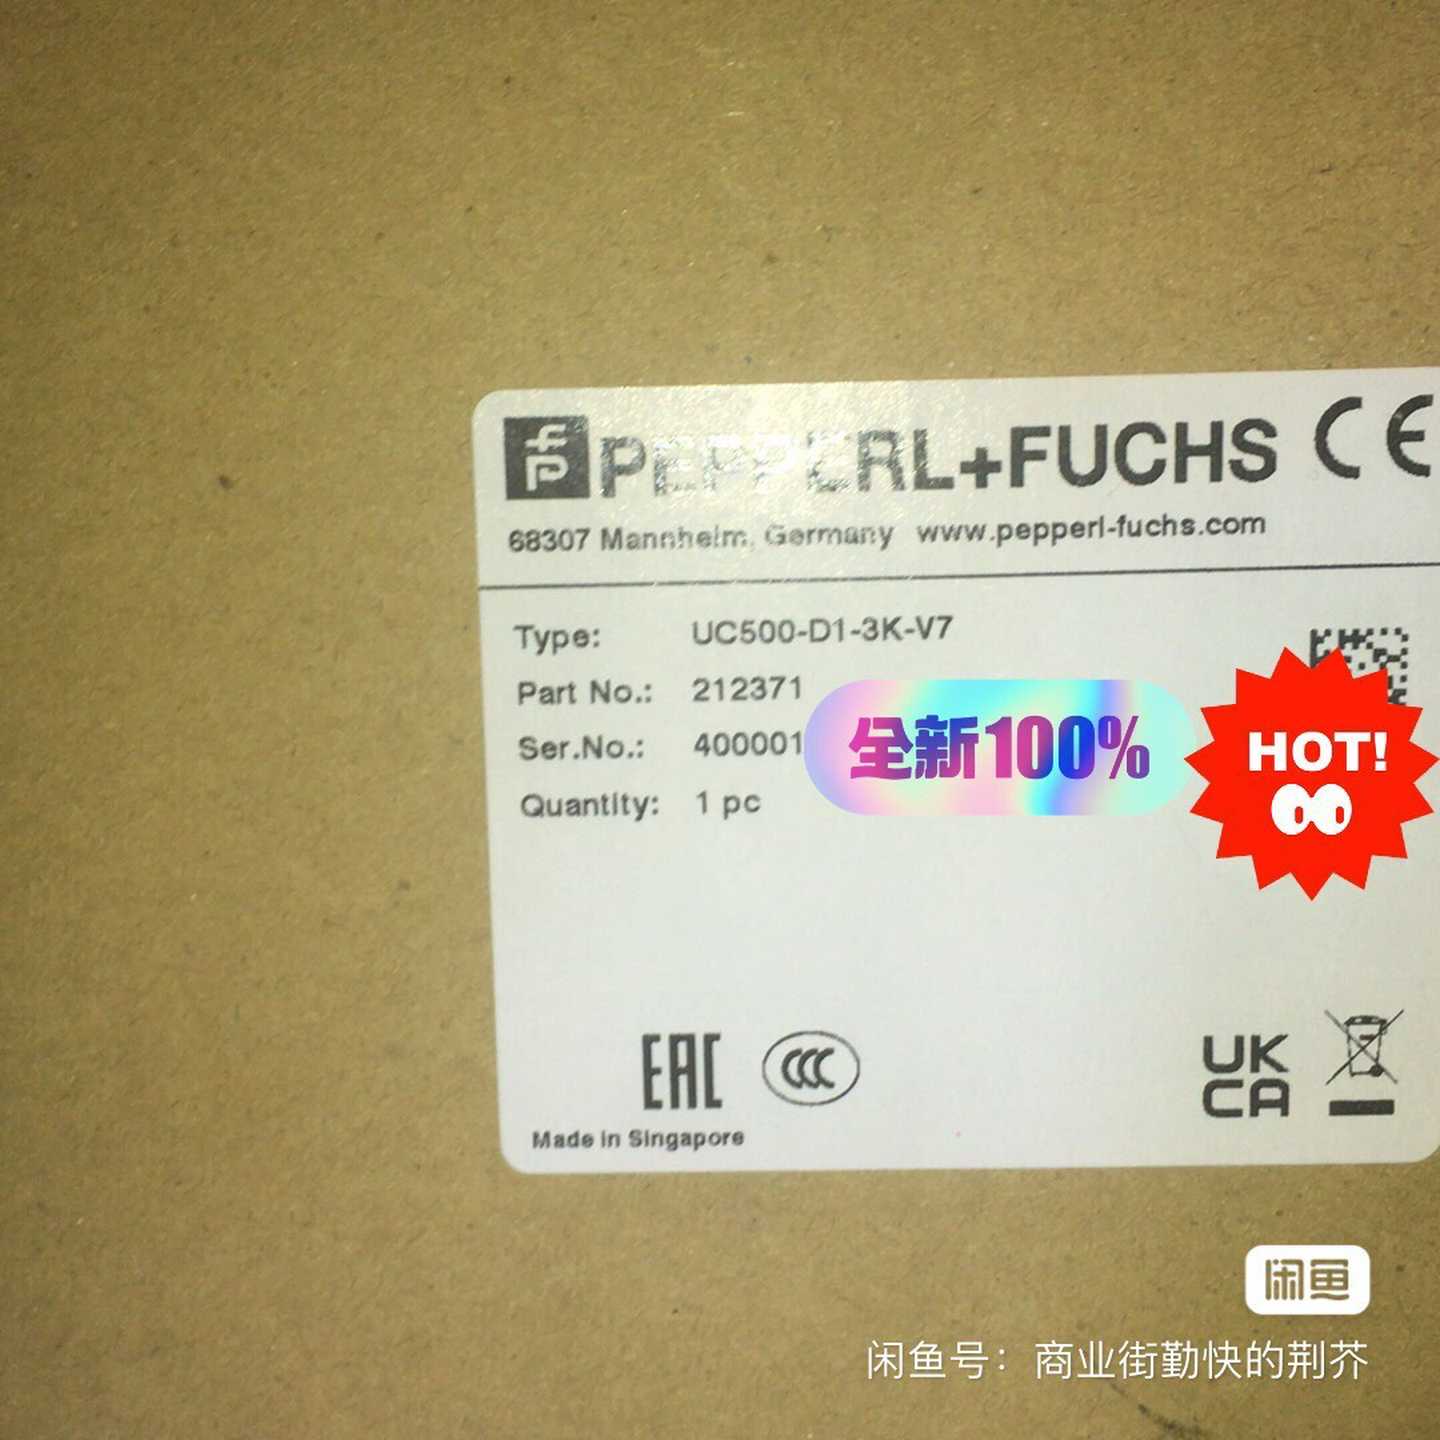 PEPPERL+FUCHS CE
68307 Mannheim, Germany www.pepperl-fuchs.com
Type: UC500-D1-3K-V7
Part No.: 212371
Ser.No.: 400001
全新100%
HOT!
Quantity: 1 pc
EAC CCC
UK
CA
Made in Singapore
闲鱼
闲鱼号：商业街勤快的荆芥